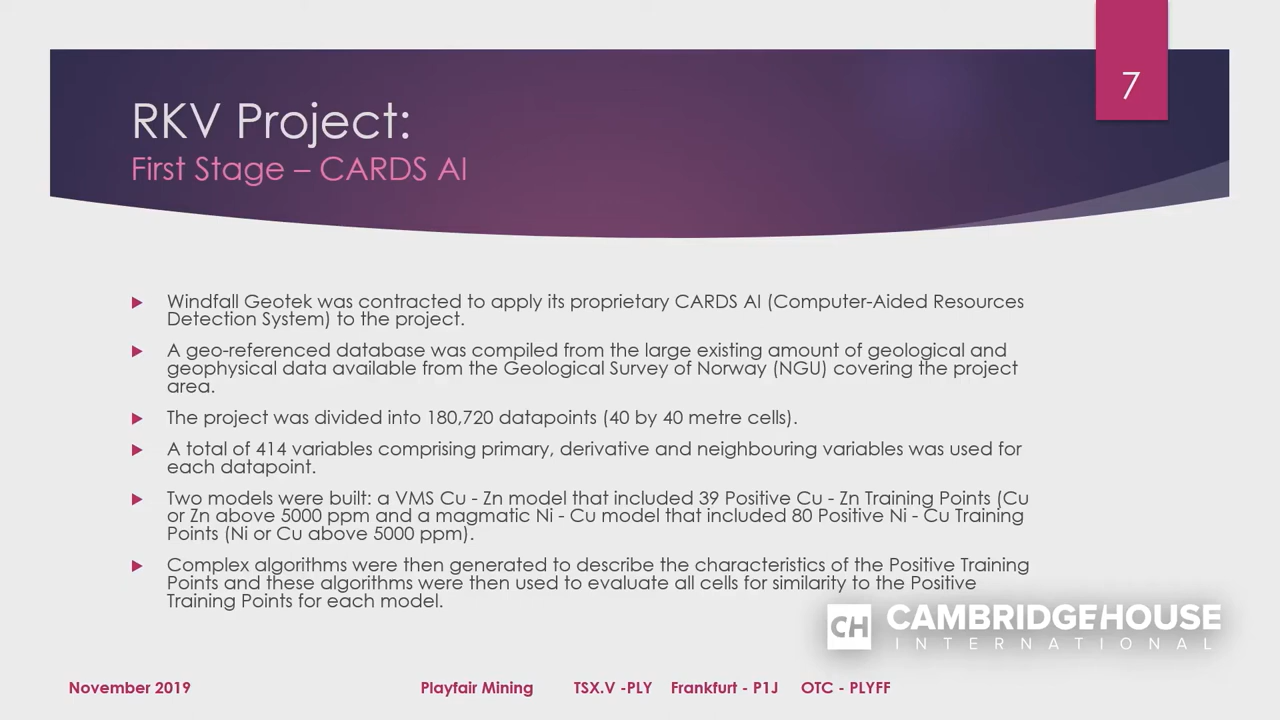 7
RKV Project:
First Stage – CARDS AI
Windfall Geotek was contracted to apply its proprietary CARDS AI (Computer-Aided Resources
Detection System) to the project.
A geo-referenced database was compiled from the large existing amount of geological and
geophysical data available from the Geological Survey of Norway (NGU) covering the project
area.
The project was divided into 180,720 datapoints (40 by 40 metre cells).
A total of 414 variables comprising primary, derivative and neighbouring variables was used for
each datapoint.
Two models were built: a VMS Cu - Zn model that included 39 Positive Cu - Zn Training Points (Cu
or Zn above 5000 ppm and a magmatic Ni - Cu model that included 80 Positive Ni - Cu Training
Points (Ni or Cu above 5000 ppm).
Complex algorithms were then generated to describe the characteristics of the Positive Training
Points and these algorithms were then used to evaluate all cells for similarity to the Positive
Training Points for each model.
CH CAMBRIDGEHOUSE
INTERNATIONAL
November 2019 Playfair Mining TSX.V -PLY Frankfurt - P1J OTC - PLYFF